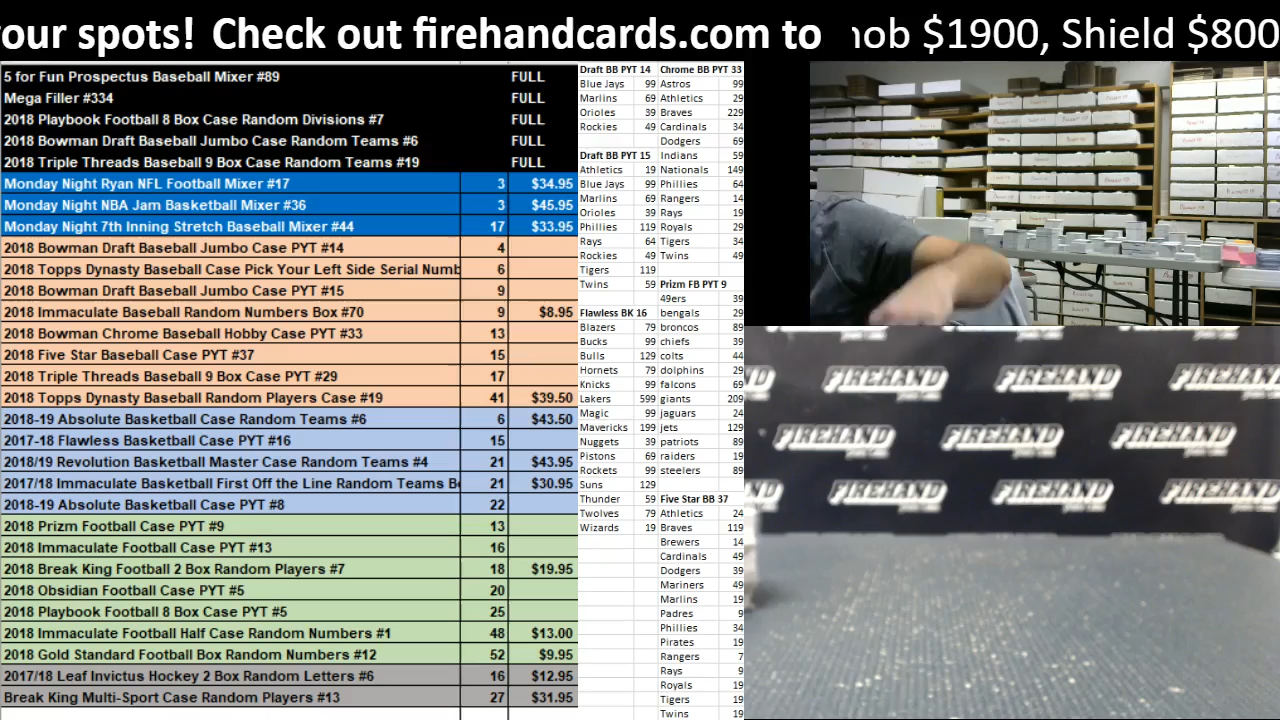 our spots! Check out firehandcards.com to
nob $1900, Shield $800
5 for Fun Prospectus Baseball Mixer #89 FULL
Mega Filler #334 FULL
2018 Playbook Football 8 Box Case Random Divisions #7 FULL
2018 Bowman Draft Baseball Jumbo Case Random Teams #6 FULL
2018 Triple Threads Baseball 9 Box Case Random Teams #19 FULL
Monday Night Ryan NFL Football Mixer #17 3 $34.95
Monday Night NBA Jam Basketball Mixer #36 3 $45.95
Monday Night 7th Inning Stretch Baseball Mixer #44 17 $33.95
2018 Bowman Draft Baseball Jumbo Case PYT #14 4
2018 Topps Dynasty Baseball Case Pick Your Left Side Serial Numb 6
2018 Bowman Draft Baseball Jumbo Case PYT #15 9
2018 Immaculate Baseball Random Numbers Box #70 9 $8.95
2018 Bowman Chrome Baseball Hobby Case PYT #33 13
2018 Five Star Baseball Case PYT #37 15
2018 Triple Threads Baseball 9 Box Case PYT #29 17
2018 Topps Dynasty Baseball Random Players Case #19 41 $39.50
2018-19 Absolute Basketball Case Random Teams #6 6 $43.50
2017-18 Flawless Basketball Case PYT #16 15
2018/19 Revolution Basketball Master Case Random Teams #4 21 $43.95
2017/18 Immaculate Basketball First Off the Line Random Teams Bo 21 $30.95
2018-19 Absolute Basketball Case PYT #8 22
2018 Prizm Football Case PYT #9 13
2018 Immaculate Football Case PYT #13 16
2018 Break King Football 2 Box Random Players #7 18 $19.95
2018 Obsidian Football Case PYT #5 20
2018 Playbook Football 8 Box Case PYT #5 25
2018 Immaculate Football Half Case Random Numbers #1 48 $13.00
2018 Gold Standard Football Box Random Numbers #12 52 $9.95
2017/18 Leaf Invictus Hockey 2 Box Random Letters #6 16 $12.95
Break King Multi-Sport Case Random Players #13 27 $31.95
Draft BB PYT 14
Blue Jays 99
Marlins 69
Orioles 39
Rockies 49
Draft BB PYT 15
Athletics 19
Blue Jays 99
Marlins 69
Orioles 39
Phillies 119
Rays 64
Rockies 49
Tigers 119
Twins 59
Flawless BK 16
Blazers 79
Bucks 99
Bulls 129
Hornets 79
Knicks 99
Lakers 599
Magic 99
Mavericks 199
Nuggets 39
Pistons 69
Rockets 99
Suns 129
Thunder 59
Twolves 79
Wizards 19
Chrome BB PYT 33
Astros 99
Athletics 29
Braves 229
Cardinals 34
Dodgers 69
Indians 59
Nationals 149
Phillies 64
Rangers 14
Rays 19
Royals 29
Tigers 34
Twins 49
Prizm FB PYT 9
49ers 39
bengals 29
broncos 89
chiefs 39
colts 44
dolphins 29
falcons 69
giants 209
jaguars 24
jets 129
patriots 89
raiders 19
steelers 89
Five Star BB 37
Athletics 24
Braves 119
Brewers 14
Cardinals 49
Dodgers 39
Mariners 49
Marlins 19
Padres 9
Phillies 34
Pirates 19
Rangers 7
Rays 9
Royals 19
Tigers 19
Twins 19
FIREHAND FIREHAND FIREHAND
FIREHAND FIREHAND FIREHAND
FIREHAND FIREHAND FIREHAND